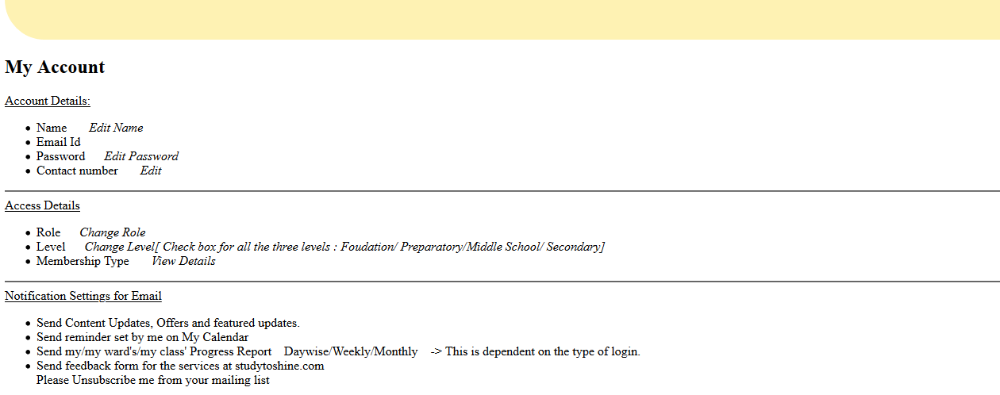 My Account
Account Details:
Name Edit Name
Email Id
Password Edit Password
Contact number Edit
Access Details
Role Change Role
Level Change Level[ Check box for all the three levels : Foudation/ Preparatory/Middle School/ Secondary]
Membership Type View Details
Notification Settings for Email
Send Content Updates, Offers and featured updates.
Send reminder set by me on My Calendar
Send my/my ward's/my class' Progress Report Daywise/Weekly/Monthly -> This is dependent on the type of login.
Send feedback form for the services at studytoshine.com
Please Unsubscribe me from your mailing list